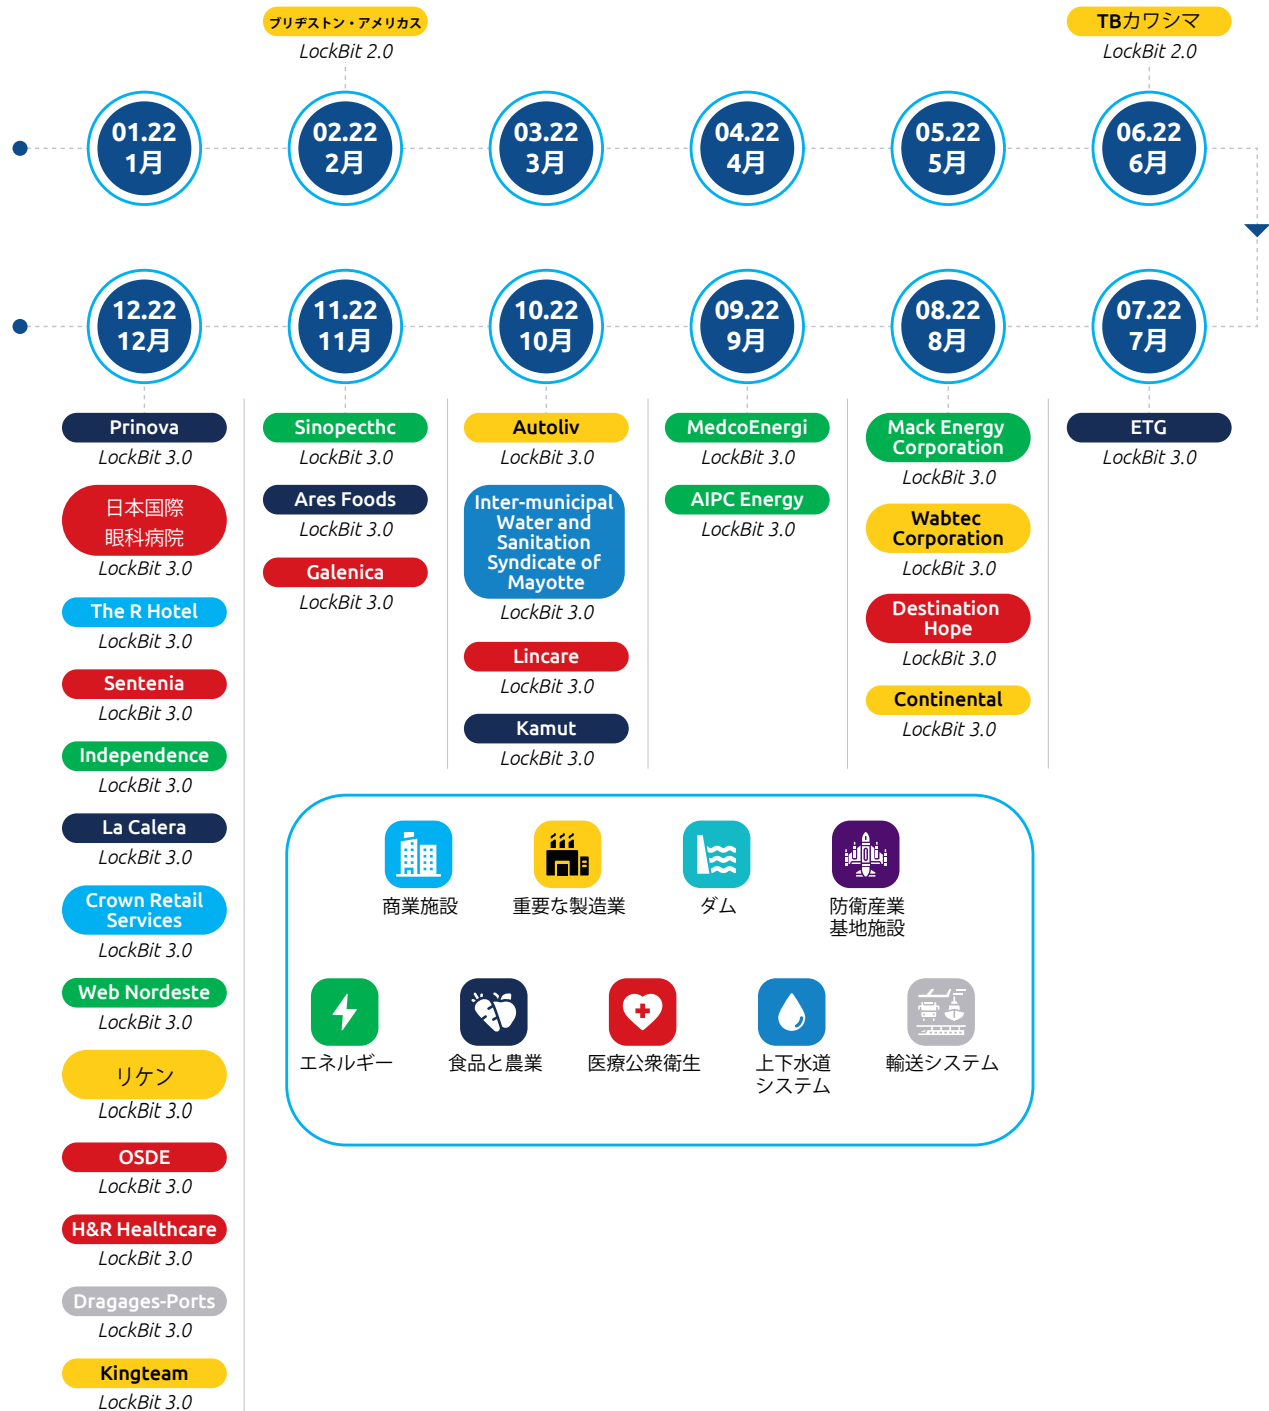 ブリヂストン・アメリカス
LockBit 2.0
TBカワシマ
LockBit 2.0
01.22
1月
02.22
2月
03.22
3月
04.22
4月
05.22
5月
06.22
6月
12.22
12月
11.22
11月
10.22
10月
09.22
9月
08.22
8月
07.22
7月
Prinova
LockBit 3.0
日本国際
眼科病院
LockBit 3.0
The R Hotel
LockBit 3.0
Sentenia
LockBit 3.0
Independence
LockBit 3.0
La Calera
LockBit 3.0
Crown Retail
Services
LockBit 3.0
Web Nordeste
LockBit 3.0
リケン
LockBit 3.0
OSDE
LockBit 3.0
H&R Healthcare
LockBit 3.0
Dragages-Ports
LockBit 3.0
Kingteam
LockBit 3.0
Sinopecthc
LockBit 3.0
Ares Foods
LockBit 3.0
Galenica
LockBit 3.0
Autoliv
LockBit 3.0
Inter-municipal
Water and
Sanitation
Syndicate of
Mayotte
LockBit 3.0
Lincare
LockBit 3.0
Kamut
LockBit 3.0
MedcoEnergi
LockBit 3.0
AIPC Energy
LockBit 3.0
Mack Energy
Corporation
LockBit 3.0
Wabtec
Corporation
LockBit 3.0
Destination
Hope
LockBit 3.0
Continental
LockBit 3.0
ETG
LockBit 3.0
商業施設
重要な製造業
ダム
防衛産業
基地施設
エネルギー
食品と農業
医療公衆衛生
上下水道
システム
輸送システム